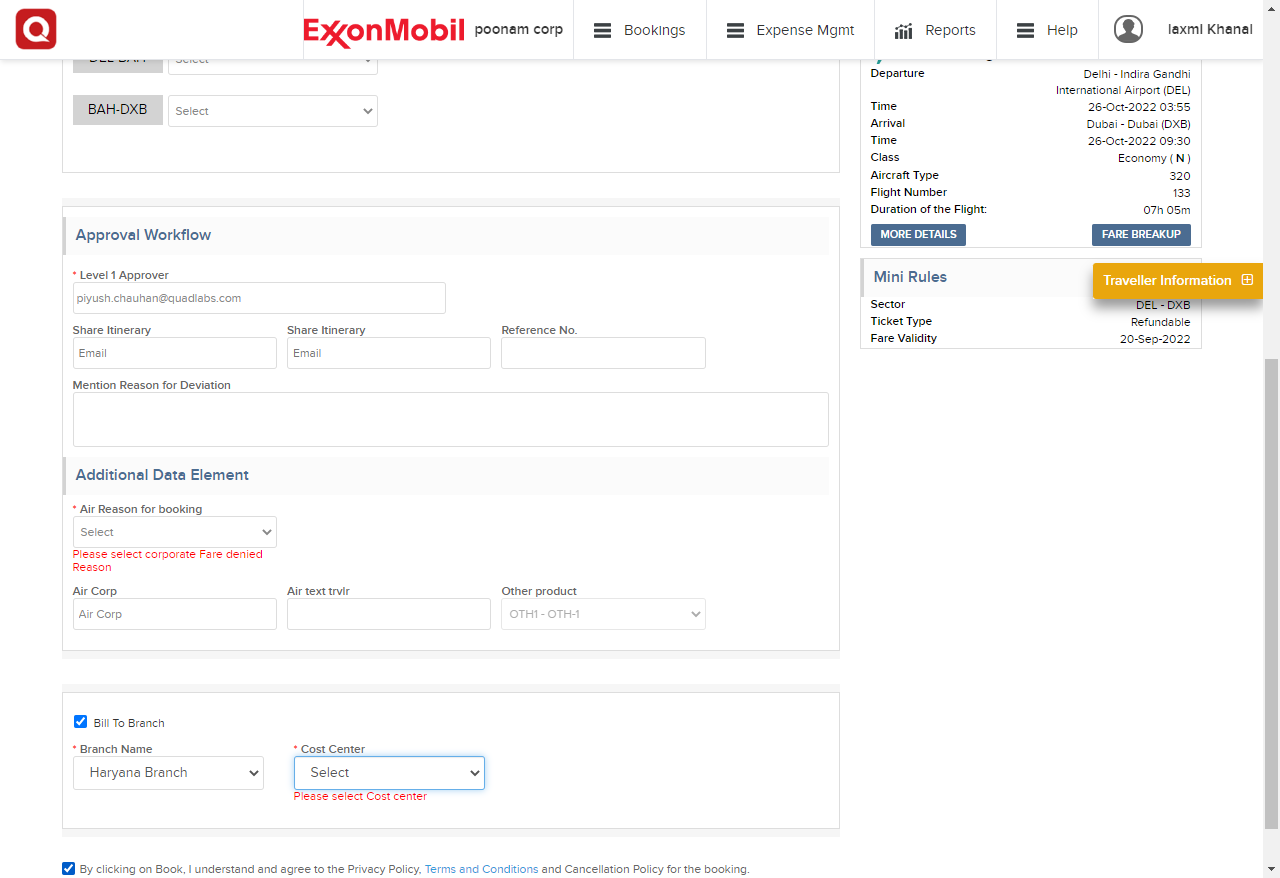 Q
ExxonMobil
poonam corp
Bookings
Expense Mgmt
Reports
Help
laxmi Khanal
DEL-BAH
Select
BAH-DXB
Select
Approval Workflow
* Level 1 Approver
piyush.chauhan@quadlabs.com
Share Itinerary
Share Itinerary
Reference No.
Email
Email
Mention Reason for Deviation
Additional Data Element
* Air Reason for booking
Select
Please select corporate Fare denied
Reason
Air Corp
Air text trvlr
Other product
Air Corp
OTH1 - OTH-1
Bill To Branch
* Branch Name
* Cost Center
Haryana Branch
Select
Please select Cost center
By clicking on Book, I understand and agree to the Privacy Policy, Terms and Conditions and Cancellation Policy for the booking.
Departure
Delhi - Indira Gandhi
International Airport (DEL)
Time
26-Oct-2022 03:55
Arrival
Dubai - Dubai (DXB)
Time
26-Oct-2022 09:30
Class
Economy ( N )
Aircraft Type
320
Flight Number
133
Duration of the Flight:
07h 05m
MORE DETAILS
FARE BREAKUP
Mini Rules
Traveller Information
Sector
DEL - DXB
Ticket Type
Refundable
Fare Validity
20-Sep-2022